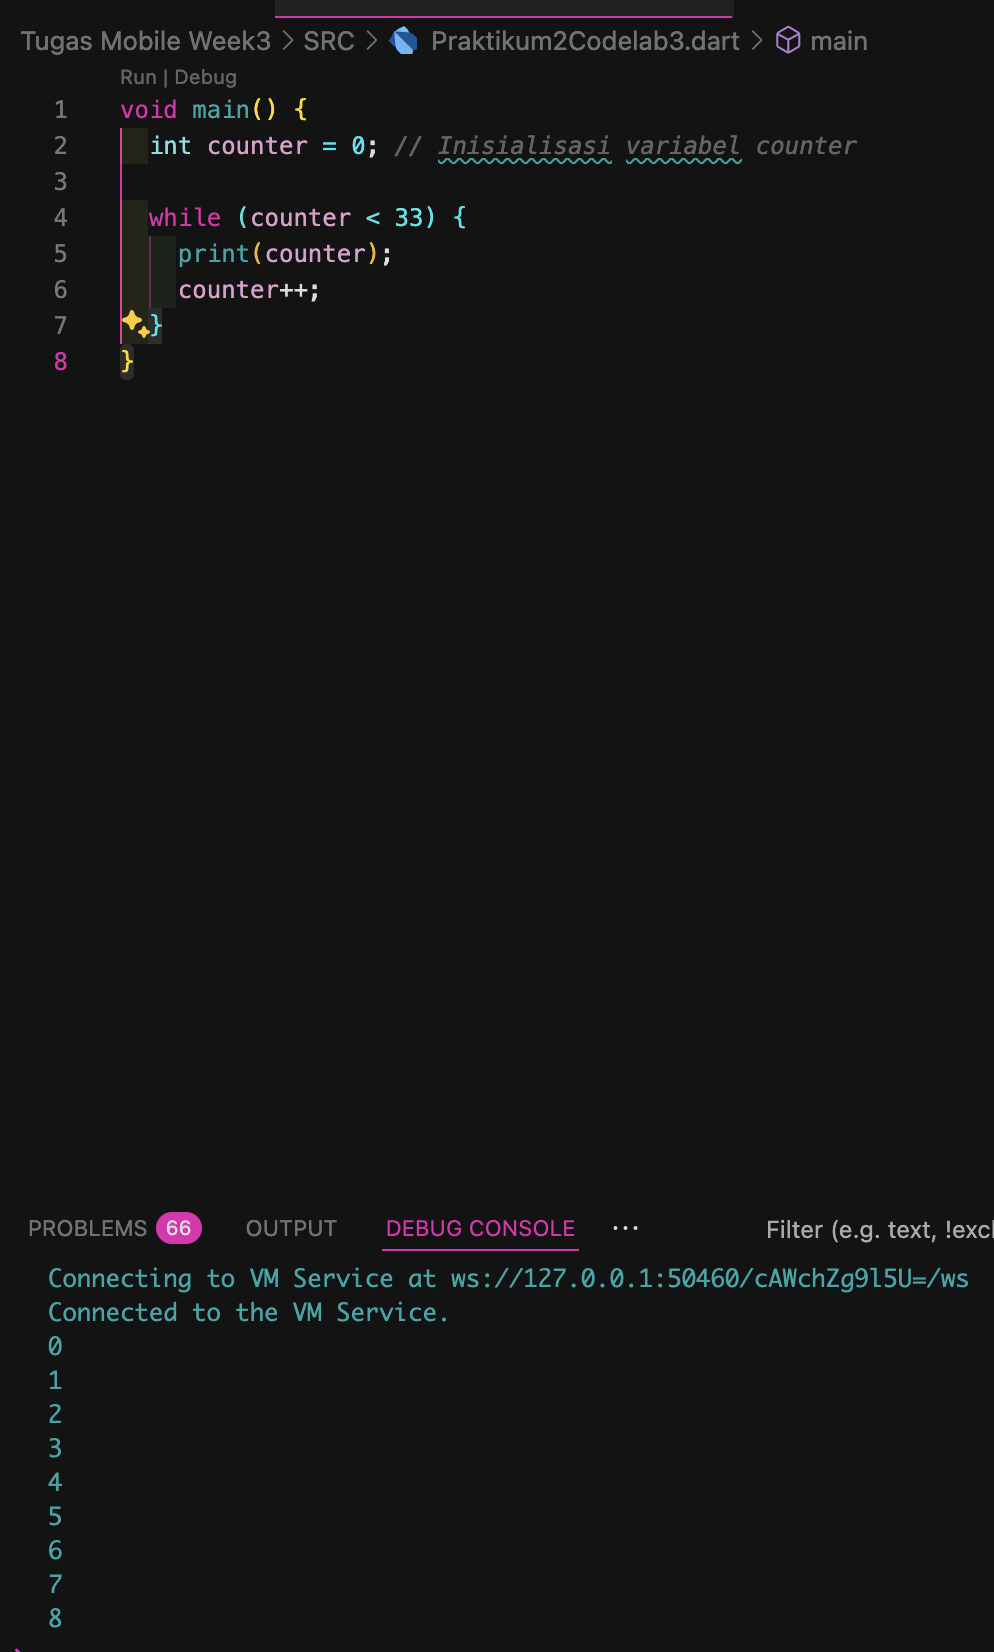 Tugas Mobile Week3 > SRC > Praktikum2Codelab3.dart > main
Run | Debug
1 void main() {
2 int counter = 0; // Inisialisasi variabel counter
3
4 while (counter < 33) {
5 print(counter);
6 counter++;
7 }
8 }
PROBLEMS 66 OUTPUT DEBUG CONSOLE ··· Filter (e.g. text, !excl
Connecting to VM Service at ws://127.0.0.1:50460/cAWchZg9l5U=/ws
Connected to the VM Service.
0
1
2
3
4
5
6
7
8